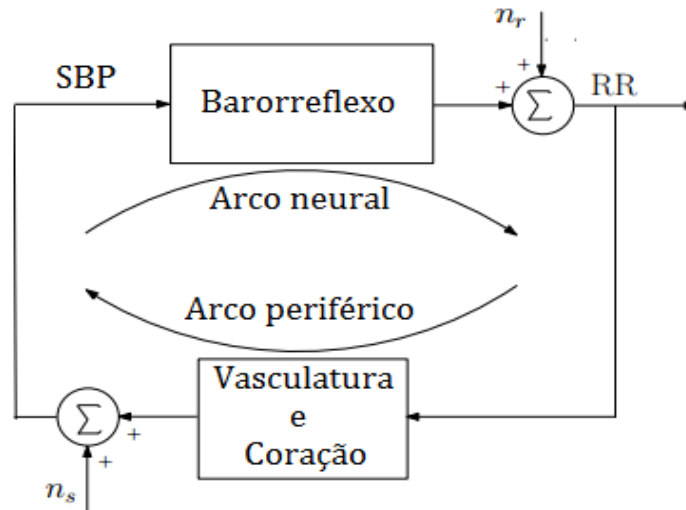 n_r
SBP
Barorreflexo
+
+
Σ
RR
Arco neural
Arco periférico
Vasculatura
e
Coração
Σ
+
+
n_s